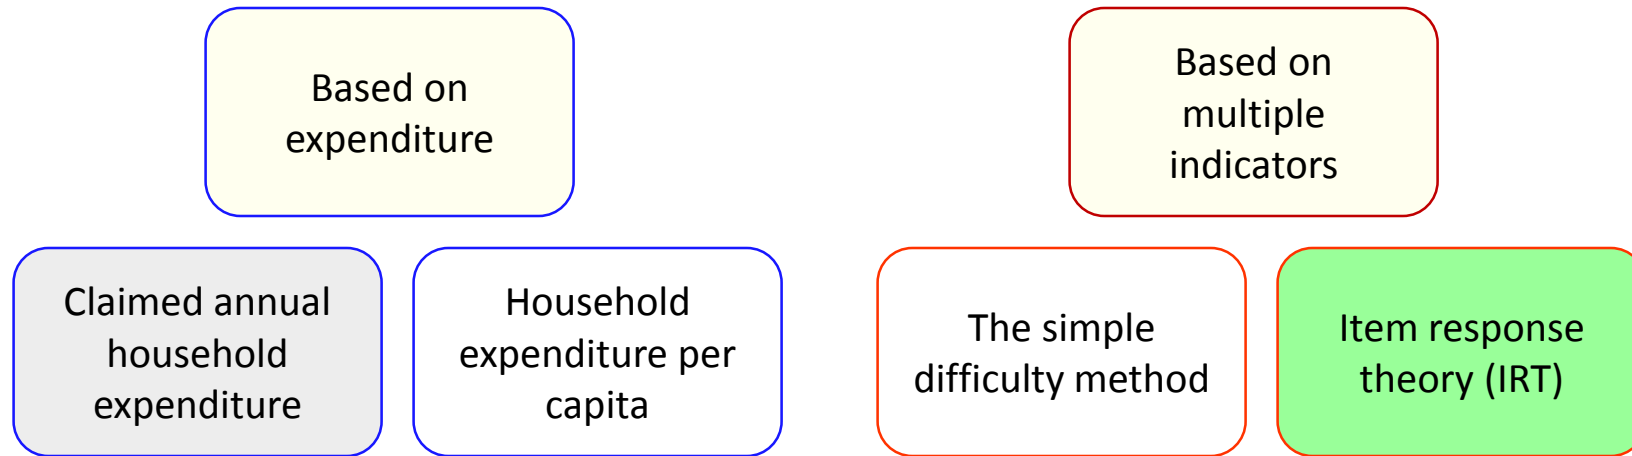 Based on
expenditure
Based on
multiple
indicators
Claimed annual
household
expenditure
Household
expenditure per
capita
The simple
difficulty method
Item response
theory (IRT)